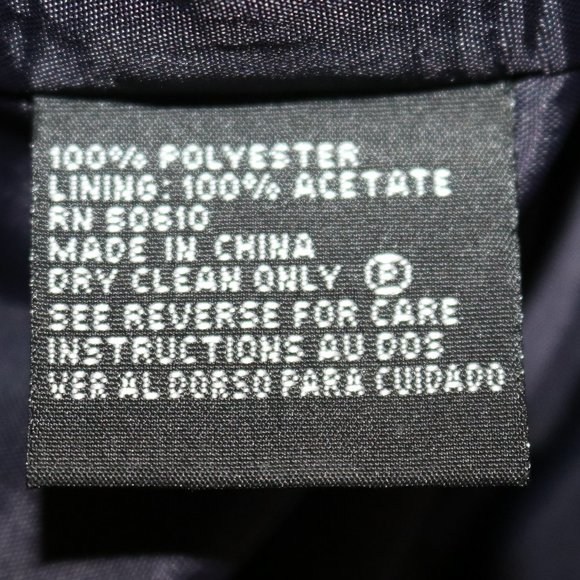 100% POLYESTER
LINING: 100% ACETATE
RN 50610
MADE IN CHINA
DRY CLEAN ONLY Ⓟ
SEE REVERSE FOR CARE
INSTRUCTIONS AU DOS
VER AL DORSO PARA CUIDADO